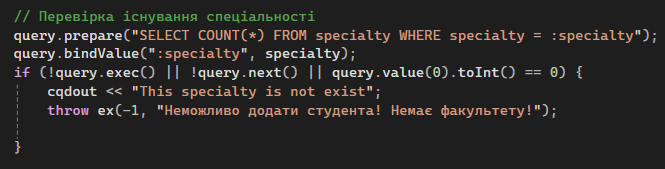 // Перевірка існування спеціальності
query.prepare("SELECT COUNT(*) FROM specialty WHERE specialty = :specialty");
query.bindValue(":specialty", specialty);
if (!query.exec() || !query.next() || query.value(0).toInt() == 0) {
    cqdout << "This specialty is not exist";
    throw ex(-1, "Неможливо додати студента! Немає факультету!");
}